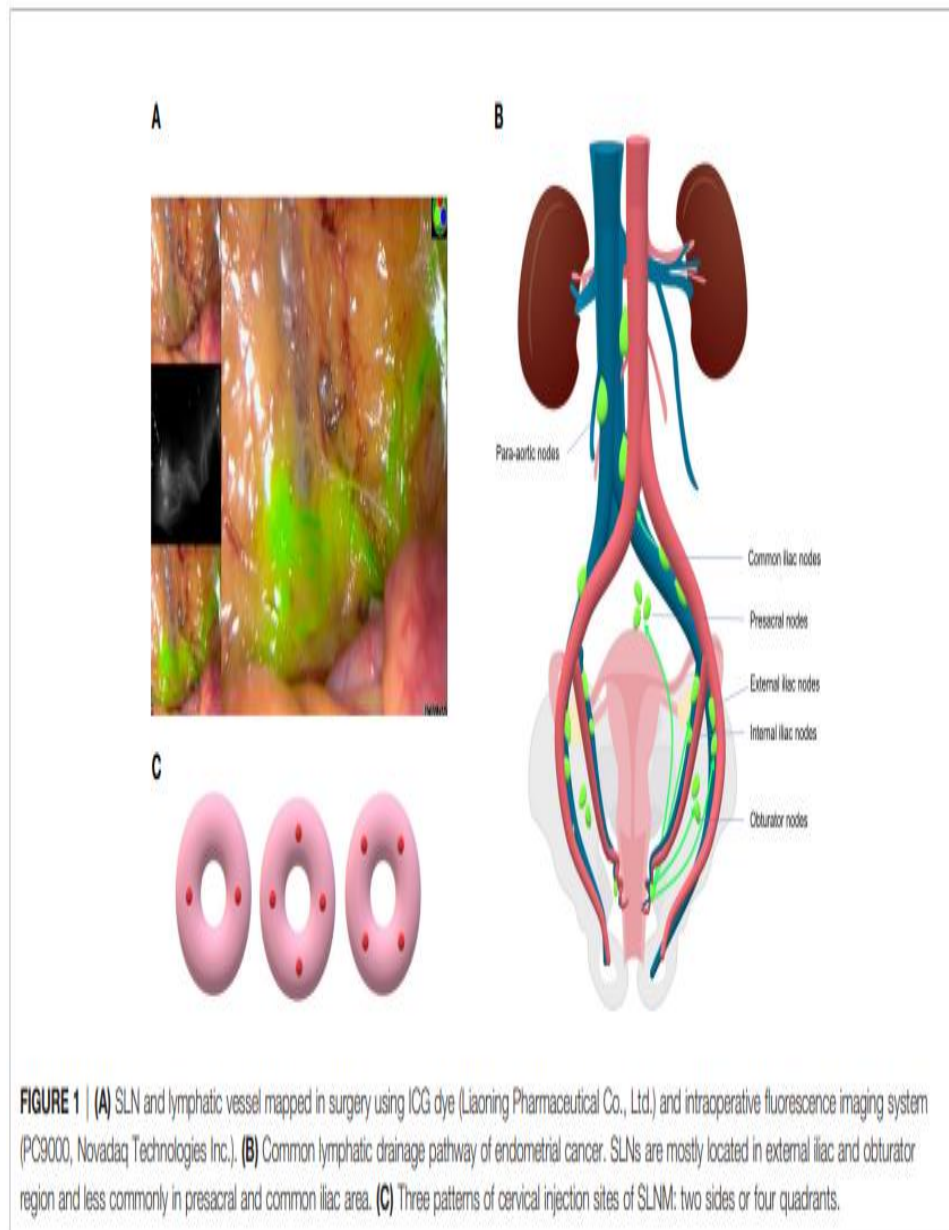 A
B
Para-aortic nodes
Common iliac nodes
Presacral nodes
External iliac nodes
Internal iliac nodes
Obturator nodes
C
FIGURE 1 | (A) SLN and lymphatic vessel mapped in surgery using ICG dye (Liaoning Pharmaceutical Co., Ltd.) and intraoperative fluorescence imaging system
(PC9000, Novadaq Technologies Inc.). (B) Common lymphatic drainage pathway of endometrial cancer. SLNs are mostly located in external iliac and obturator
region and less commonly in presacral and common iliac area. (C) Three patterns of cervical injection sites of SLNM: two sides or four quadrants.